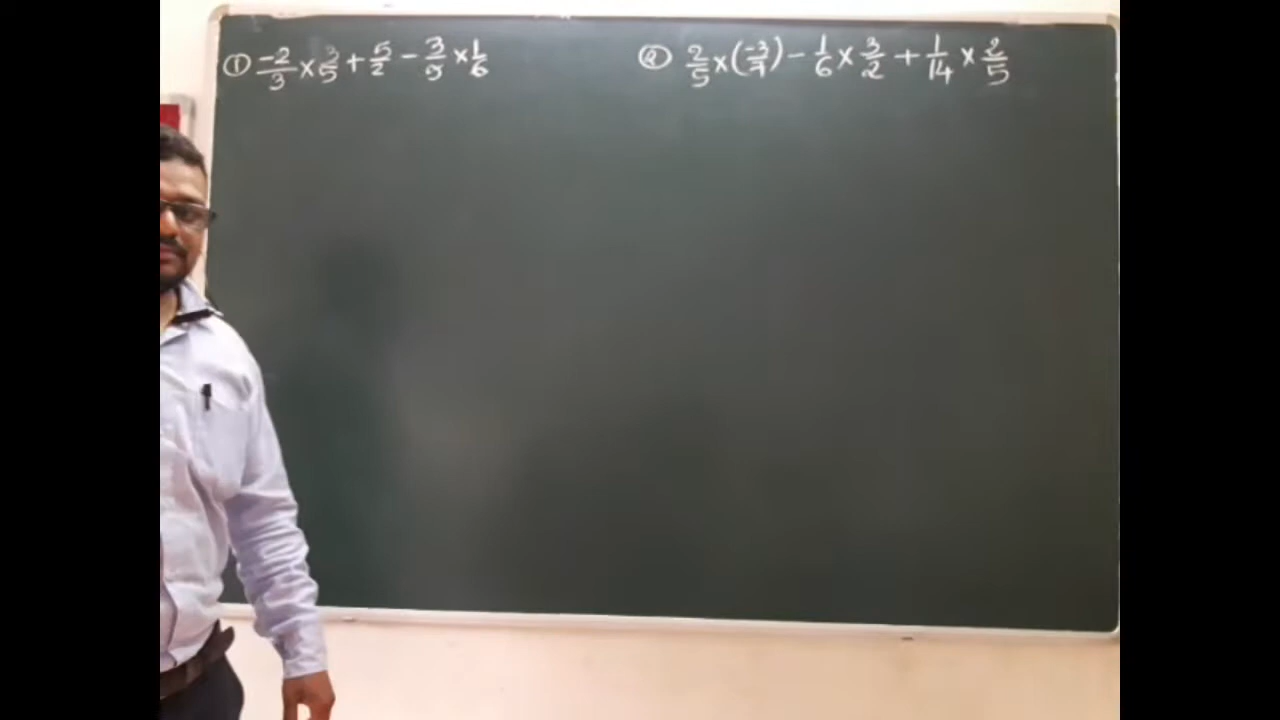 ① -2/3 × 3/5 + 5/2 - 3/5 × 1/6
② 2/5 × (-3/7) - 1/6 × 3/2 + 1/14 × 2/5